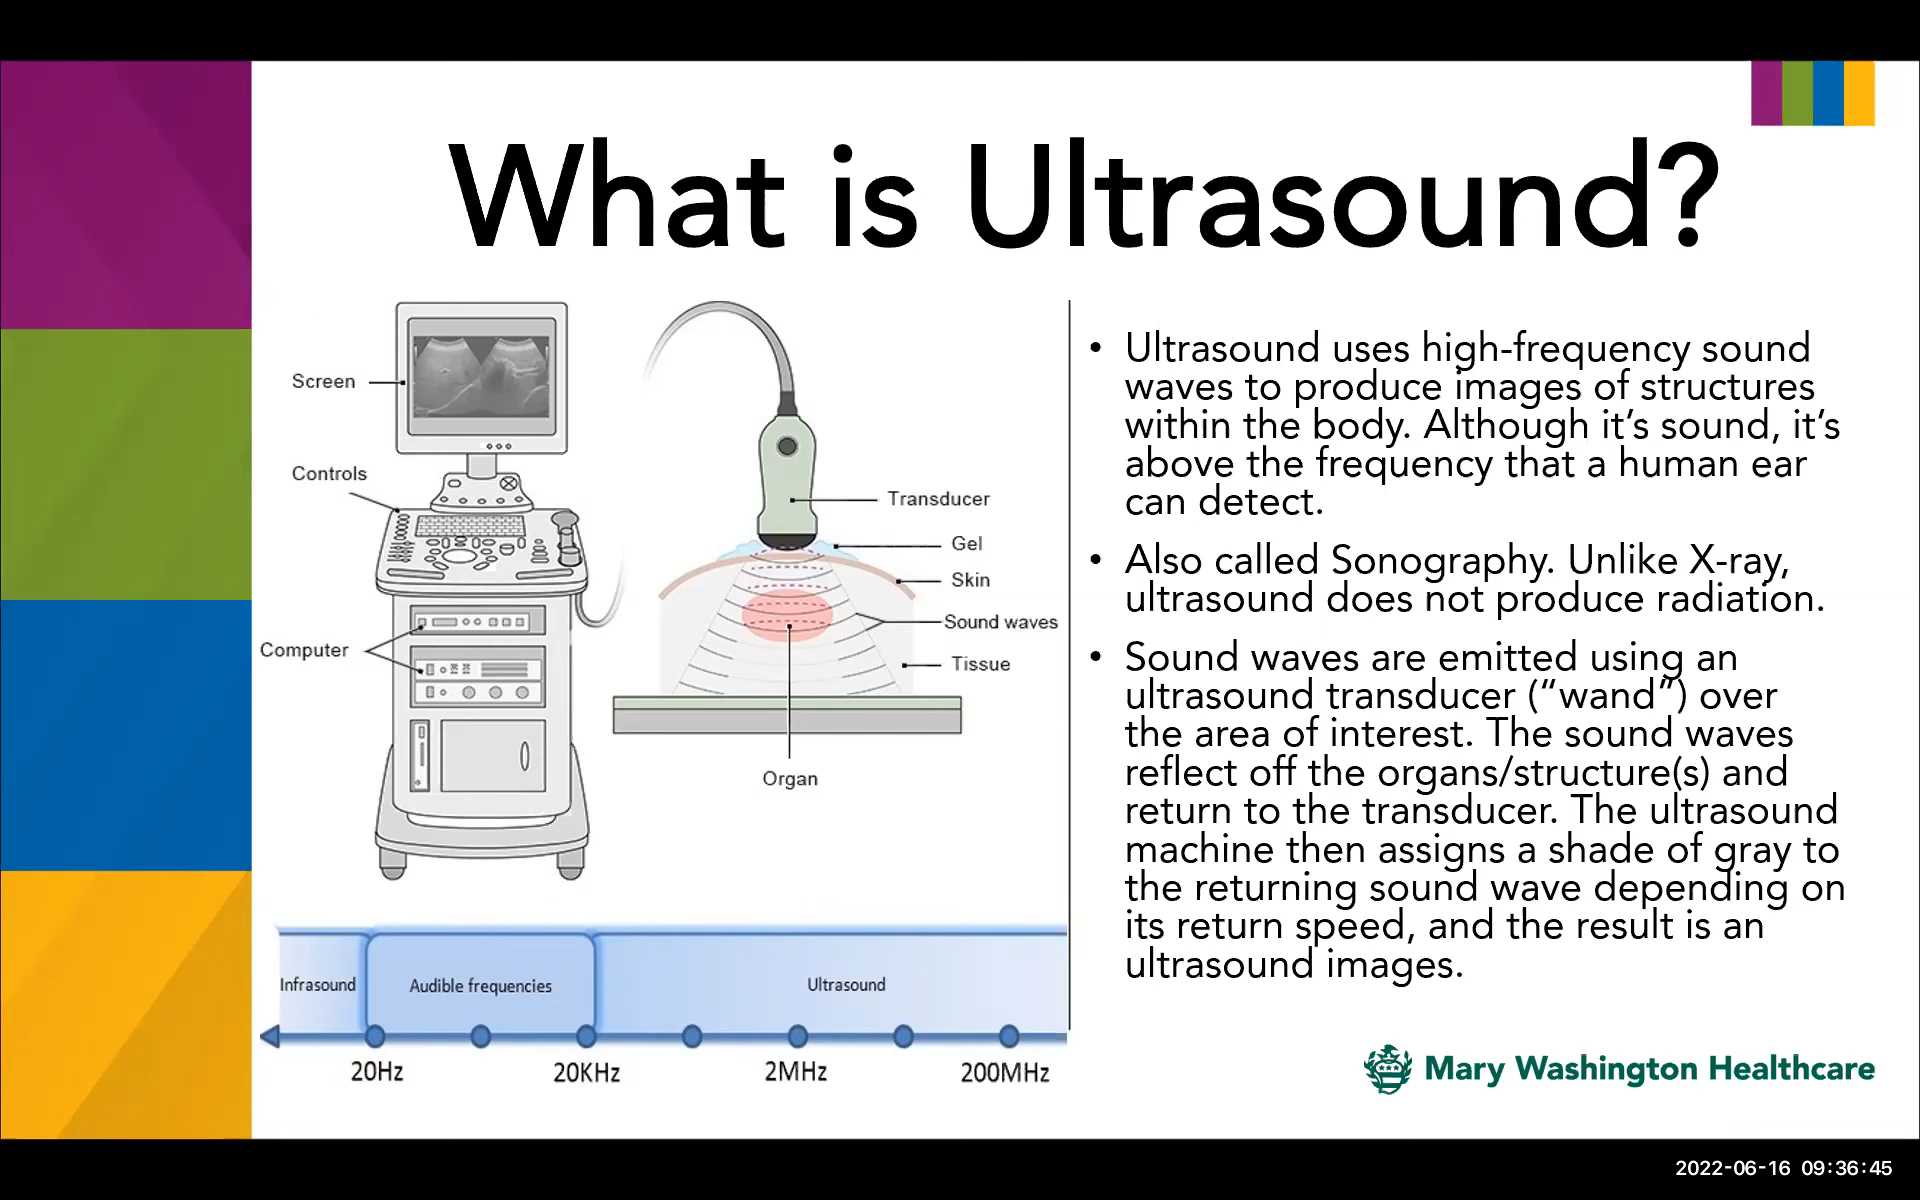 What is Ultrasound?
Screen
Controls
Computer
Transducer
Gel
Skin
Sound waves
Tissue
Organ
Infrasound
Audible frequencies
Ultrasound
20Hz
20KHz
2MHz
200MHz
• Ultrasound uses high-frequency sound
waves to produce images of structures
within the body. Although it’s sound, it’s
above the frequency that a human ear
can detect.
• Also called Sonography. Unlike X-ray,
ultrasound does not produce radiation.
• Sound waves are emitted using an
ultrasound transducer (“wand”) over
the area of interest. The sound waves
reflect off the organs/structure(s) and
return to the transducer. The ultrasound
machine then assigns a shade of gray to
the returning sound wave depending on
its return speed, and the result is an
ultrasound images.
Mary Washington Healthcare
2022-06-16 09:36:45